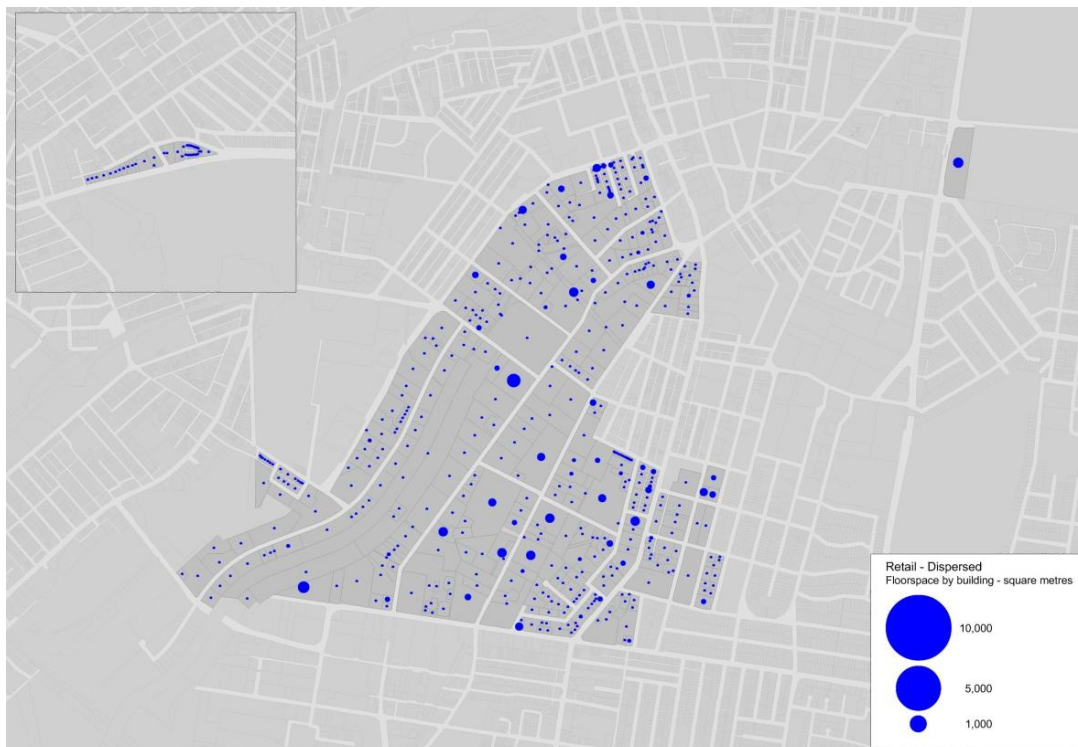 Retail - Dispersed
Floorspace by building - square metres
10,000
5,000
1,000